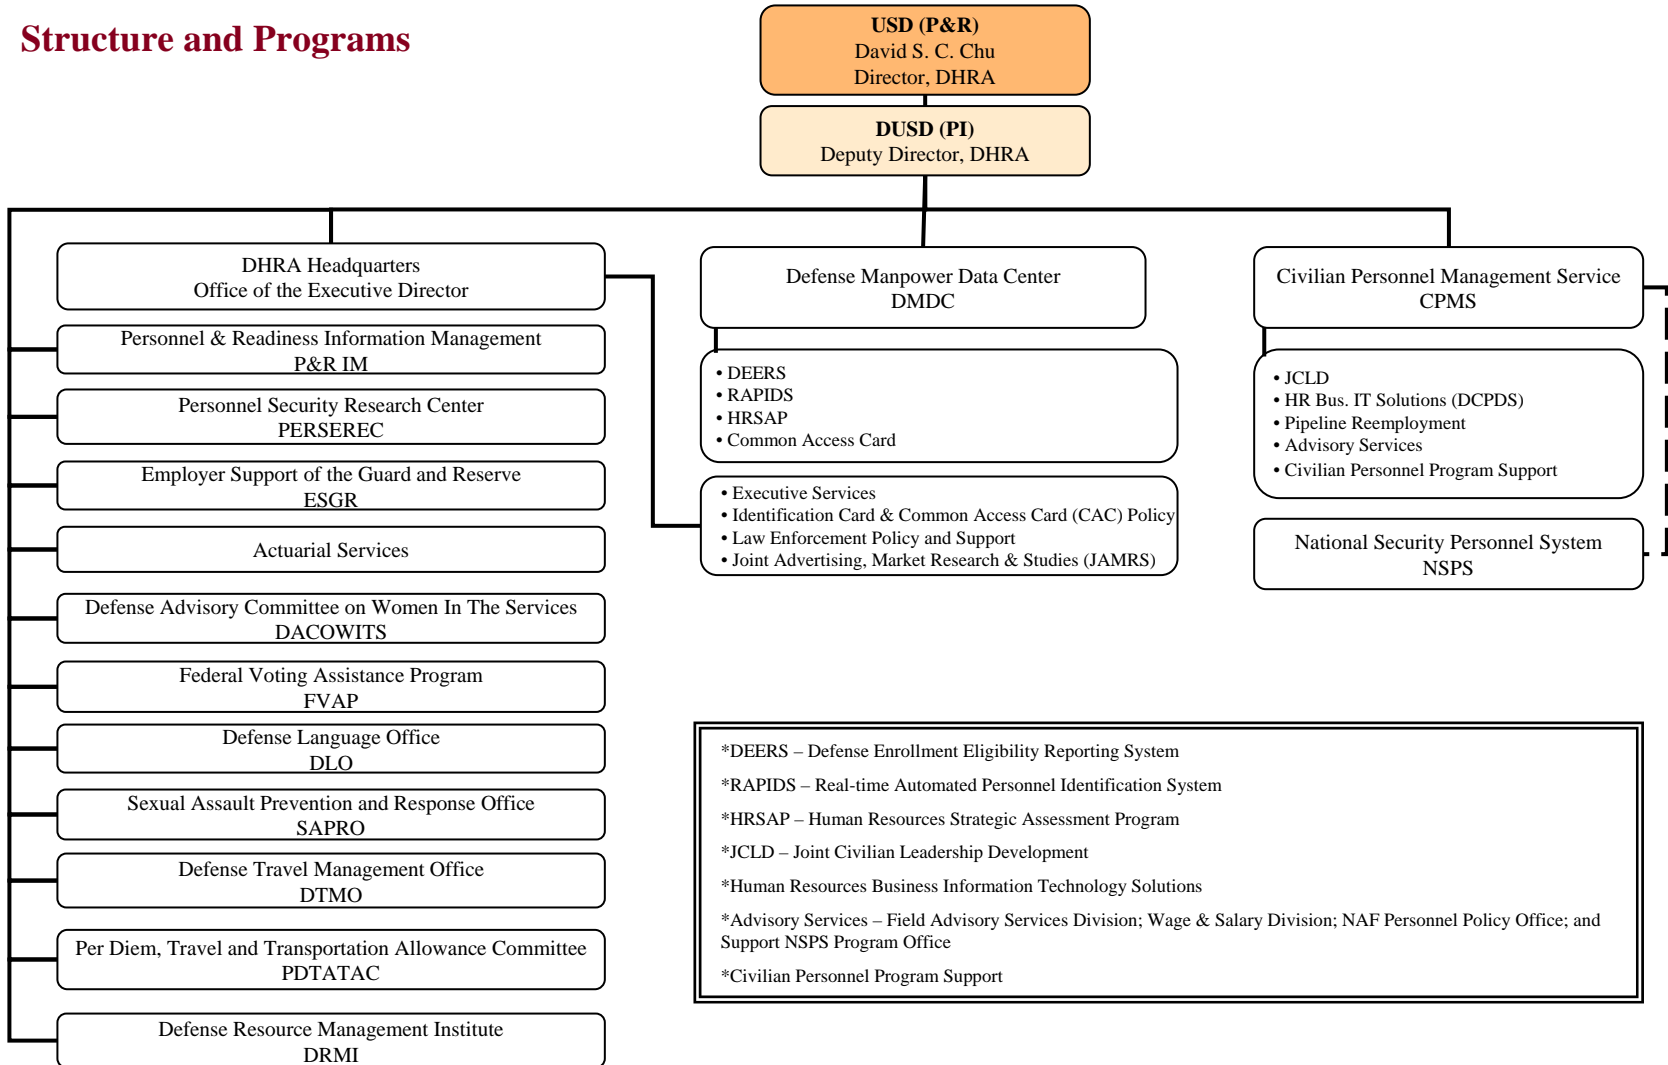 Structure and Programs
USD (P&R)
David S. C. Chu
Director, DHRA
DUSD (PI)
Deputy Director, DHRA
DHRA Headquarters
Office of the Executive Director
Personnel & Readiness Information Management
P&R IM
Personnel Security Research Center
PERSEREC
Employer Support of the Guard and Reserve
ESGR
Actuarial Services
Defense Advisory Committee on Women In The Services
DACOWITS
Federal Voting Assistance Program
FVAP
Defense Language Office
DLO
Sexual Assault Prevention and Response Office
SAPRO
Defense Travel Management Office
DTMO
Per Diem, Travel and Transportation Allowance Committee
PDTATAC
Defense Resource Management Institute
DRMI
Defense Manpower Data Center
DMDC
• DEERS
• RAPIDS
• HRSAP
• Common Access Card
• Executive Services
• Identification Card & Common Access Card (CAC) Policy
• Law Enforcement Policy and Support
• Joint Advertising, Market Research & Studies (JAMRS)
Civilian Personnel Management Service
CPMS
• JCLD
• HR Bus. IT Solutions (DCPDS)
• Pipeline Reemployment
• Advisory Services
• Civilian Personnel Program Support
National Security Personnel System
NSPS
*DEERS – Defense Enrollment Eligibility Reporting System
*RAPIDS – Real-time Automated Personnel Identification System
*HRSAP – Human Resources Strategic Assessment Program
*JCLD – Joint Civilian Leadership Development
*Human Resources Business Information Technology Solutions
*Advisory Services – Field Advisory Services Division; Wage & Salary Division; NAF Personnel Policy Office; and
Support NSPS Program Office
*Civilian Personnel Program Support